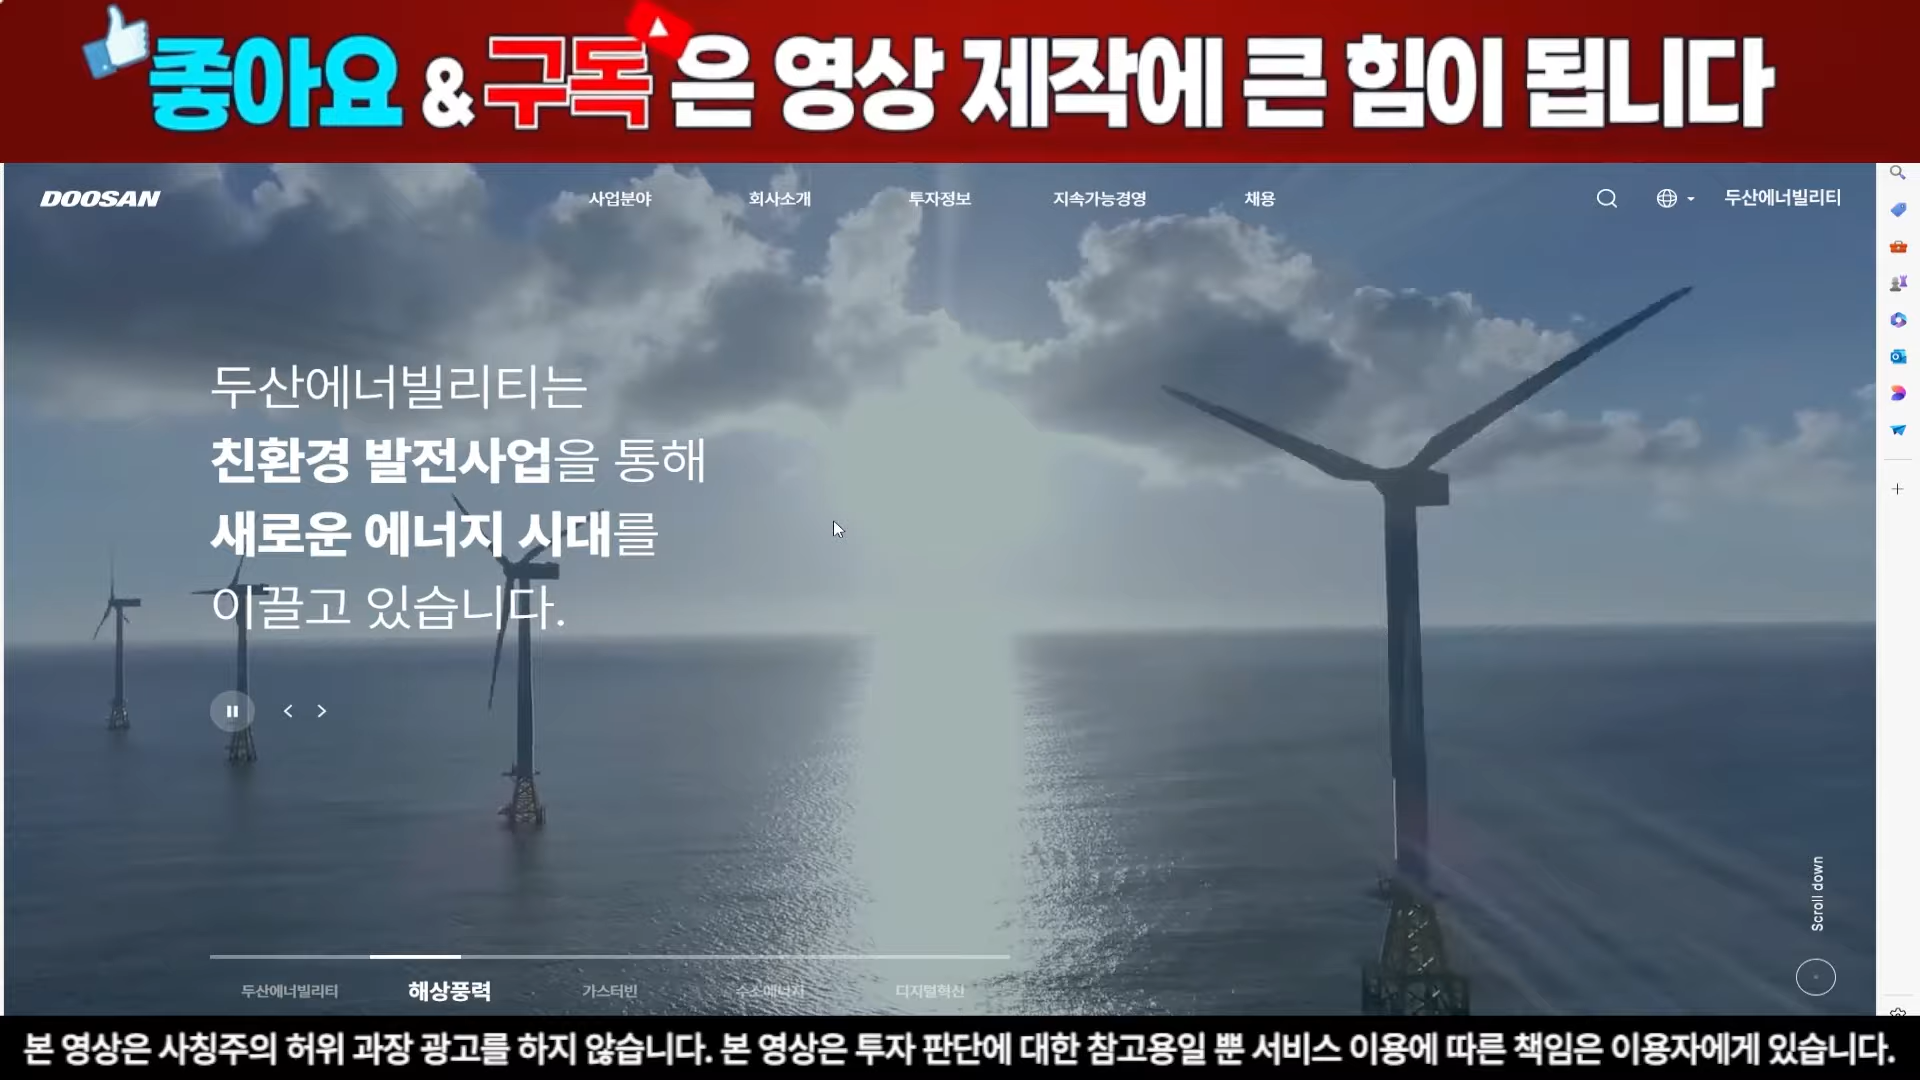 좋아요 & 구독은 영상 제작에 큰 힘이 됩니다
DOOSAN
사업분야
회사소개
투자정보
지속가능경영
채용
두산에너빌리티
두산에너빌리티는
친환경 발전사업을 통해
새로운 에너지 시대를
이끌고 있습니다.
Scroll down
두산에너빌리티
해상풍력
가스터빈
수소에너지
디지털혁신
본 영상은 사칭주의 허위 과장 광고를 하지 않습니다. 본 영상은 투자 판단에 대한 참고용일 뿐 서비스 이용에 따른 책임은 이용자에게 있습니다.